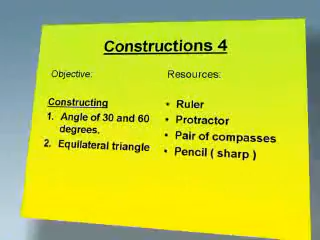 Constructions 4
Objective:
Resources:
Constructing
1. Angle of 30 and 60
degrees.
2. Equilateral triangle
• Ruler
• Protractor
• Pair of compasses
• Pencil ( sharp )